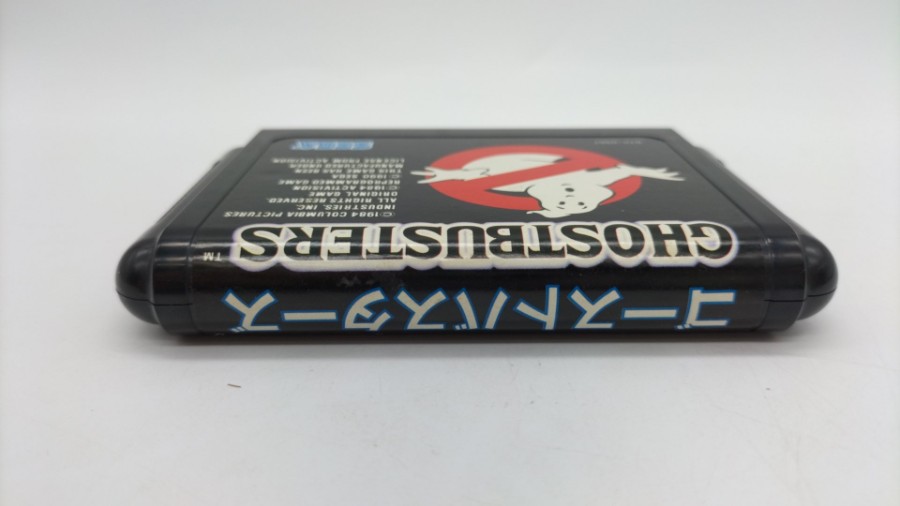 ゴーストバスターズ
GHOSTBUSTERS TM
©1984 COLUMBIA PICTURES
INDUSTRIES, INC.
ALL RIGHTS RESERVED.
ORIGINAL GAME
©1984 ACTIVISION
REPROGRAMMED GAME
©1990 SEGA
THIS GAME HAS BEEN
MANUFACTURED UNDER
LICENSE FROM ACTIVISION.
SEGA